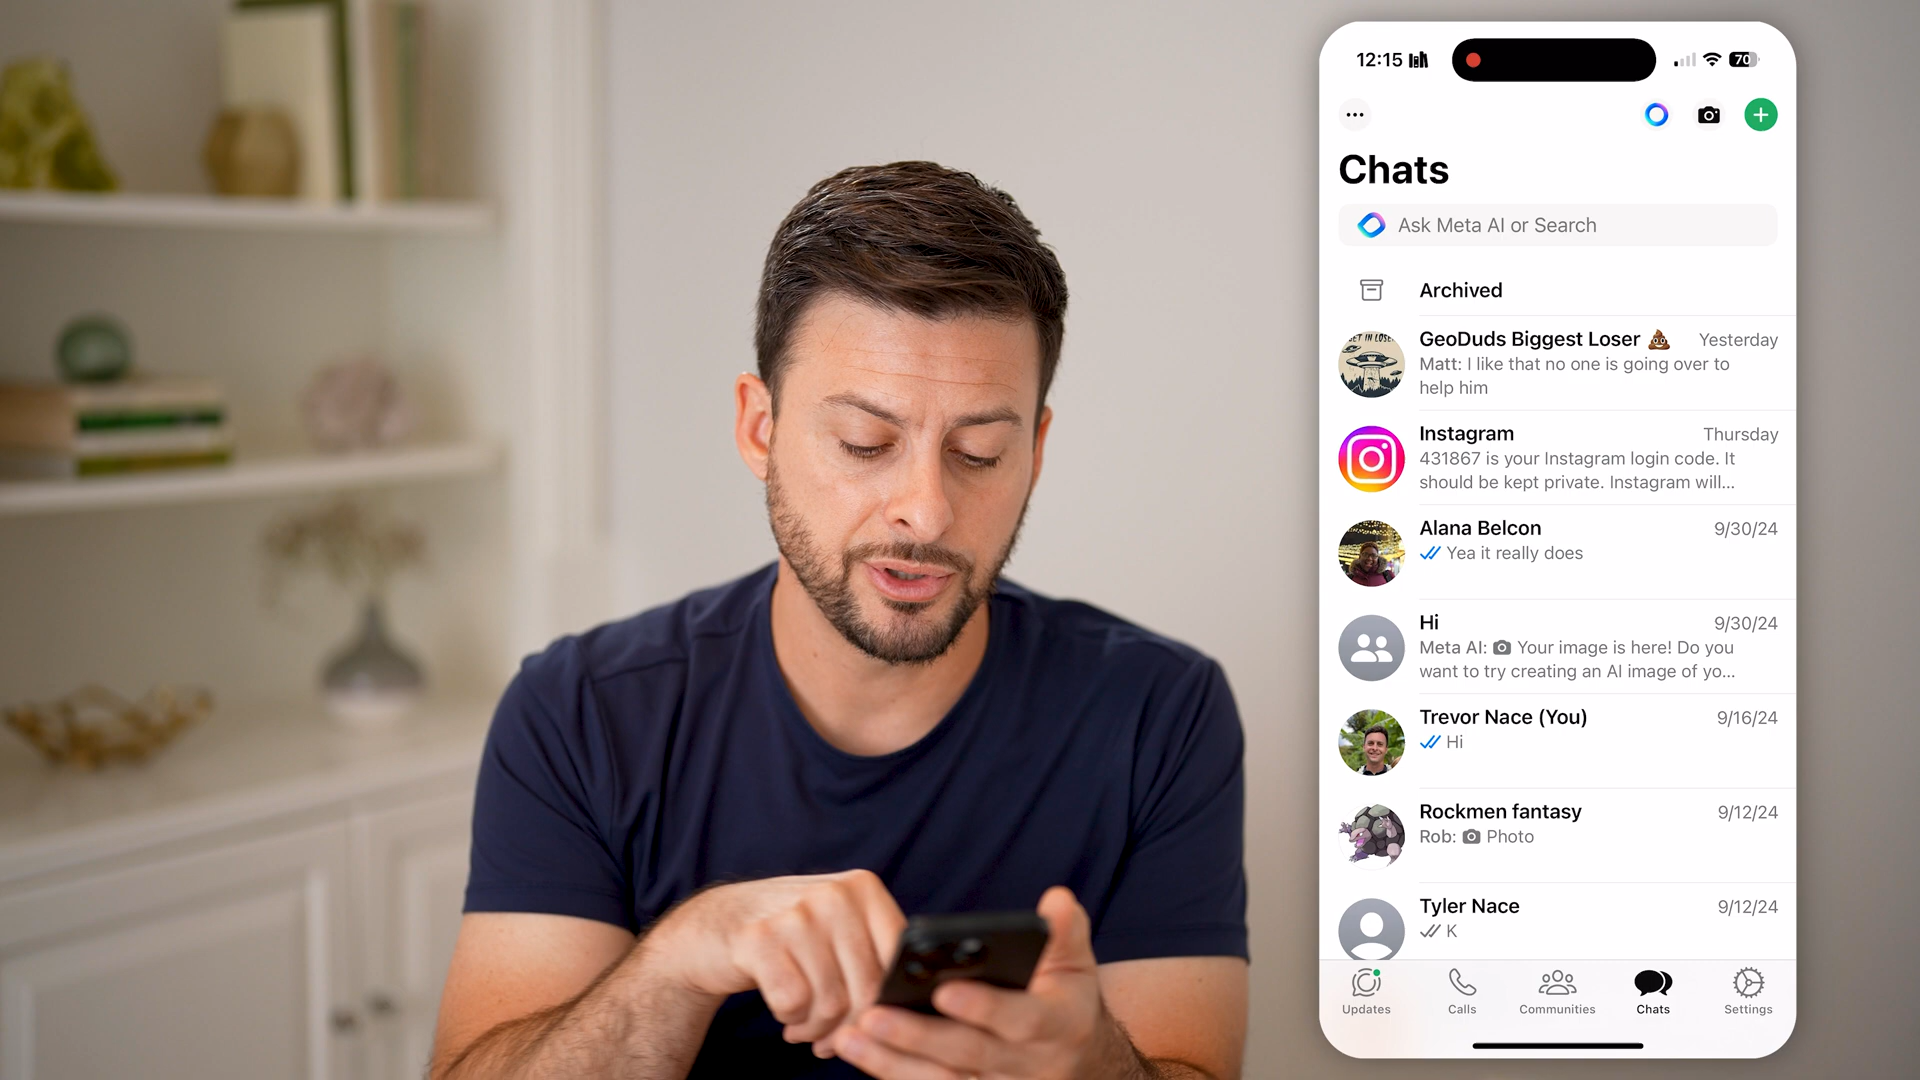 12:15
70
Chats
Ask Meta AI or Search
Archived
GeoDuds Biggest Loser 💩 Yesterday
Matt: I like that no one is going over to
help him
Instagram Thursday
431867 is your Instagram login code. It
should be kept private. Instagram will...
Alana Belcon 9/30/24
Yea it really does
Hi 9/30/24
Meta AI: 📷 Your image is here! Do you
want to try creating an AI image of yo...
Trevor Nace (You) 9/16/24
Hi
Rockmen fantasy 9/12/24
Rob: 📷 Photo
Tyler Nace 9/12/24
K
Updates Calls Communities Chats Settings